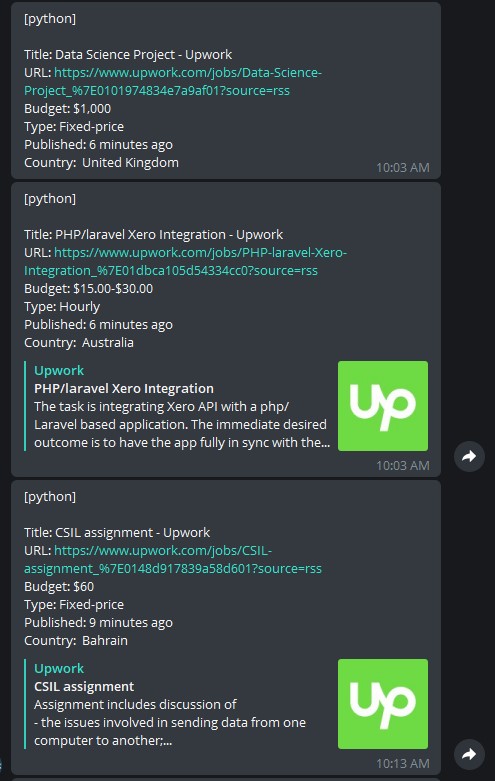 [python]
Title: Data Science Project - Upwork
URL: https://www.upwork.com/jobs/Data-Science-
Project_%7E0101974834e7a9af01?source=rss
Budget: $1,000
Type: Fixed-price
Published: 6 minutes ago
Country: United Kingdom
10:03 AM
[python]
Title: PHP/laravel Xero Integration - Upwork
URL: https://www.upwork.com/jobs/PHP-laravel-Xero-
Integration_%7E01dbca105d54334cc0?source=rss
Budget: $15.00-$30.00
Type: Hourly
Published: 6 minutes ago
Country: Australia
Upwork
PHP/laravel Xero Integration
The task is integrating Xero API with a php/
Laravel based application. The immediate desired
outcome is to have the app fully in sync with the...
up
10:03 AM
[python]
Title: CSIL assignment - Upwork
URL: https://www.upwork.com/jobs/CSIL-
assignment_%7E0148d917839a58d601?source=rss
Budget: $60
Type: Fixed-price
Published: 9 minutes ago
Country: Bahrain
Upwork
CSIL assignment
Assignment includes discussion of
- the issues involved in sending data from one
computer to another;...
up
10:13 AM